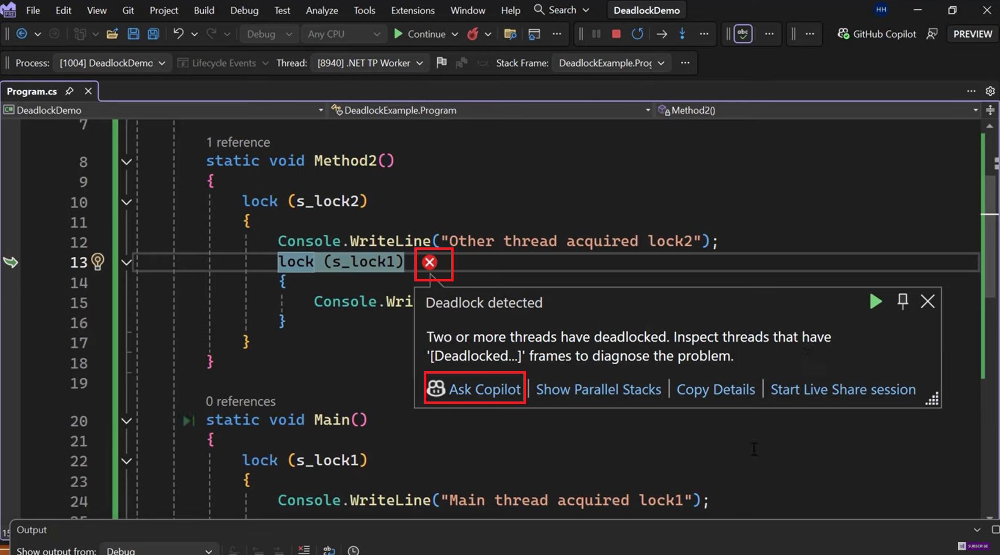 File Edit View Git Project Build Debug Test Analyze Tools Extensions Window Help Search DeadlockDemo HH
Debug Any CPU Continue abc GitHub Copilot PREVIEW
Process: [1004] DeadlockDemo Lifecycle Events Thread: [8940] .NET TP Worker Stack Frame: DeadlockExample.Prog
Program.cs
C# DeadlockDemo DeadlockExample.Program Method2()
7
1 reference
8 static void Method2()
9 {
10 lock (s_lock2)
11 {
12 Console.WriteLine("Other thread acquired lock2");
13 lock (s_lock1)
14 {
15 Console.Wri
16 }
17 }
18 }
19
Deadlock detected
Two or more threads have deadlocked. Inspect threads that have
'[Deadlocked...]' frames to diagnose the problem.
Ask Copilot | Show Parallel Stacks | Copy Details | Start Live Share session
0 references
20 static void Main()
21 {
22 lock (s_lock1)
23 {
24 Console.WriteLine("Main thread acquired lock1");
Output
Show output from: Debug
SUBSCRIBE